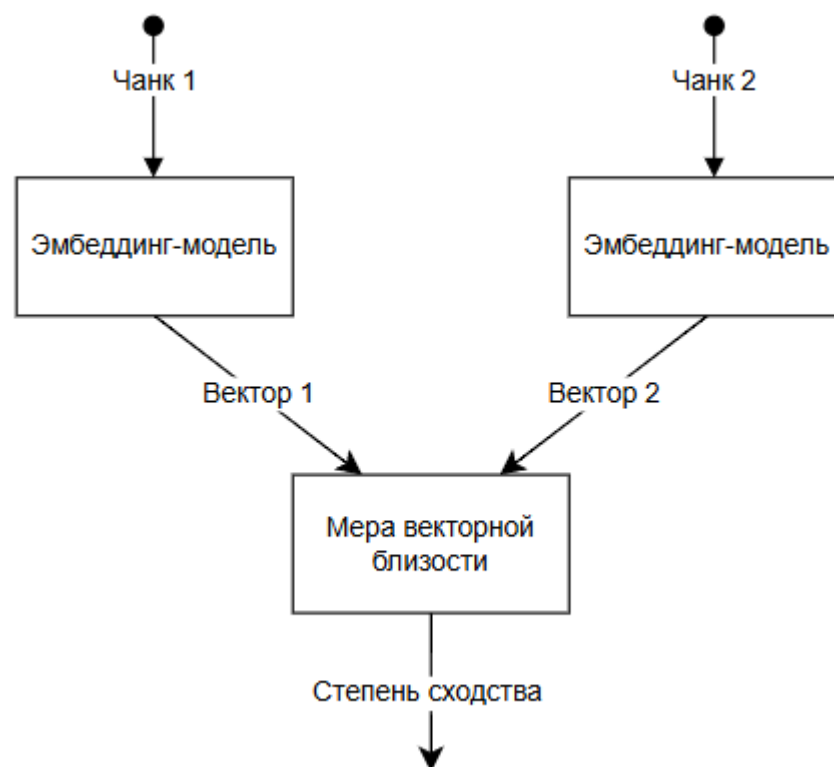 Чанк 1
Чанк 2
Эмбеддинг-модель
Эмбеддинг-модель
Вектор 1
Вектор 2
Мера векторной
близости
Степень сходства